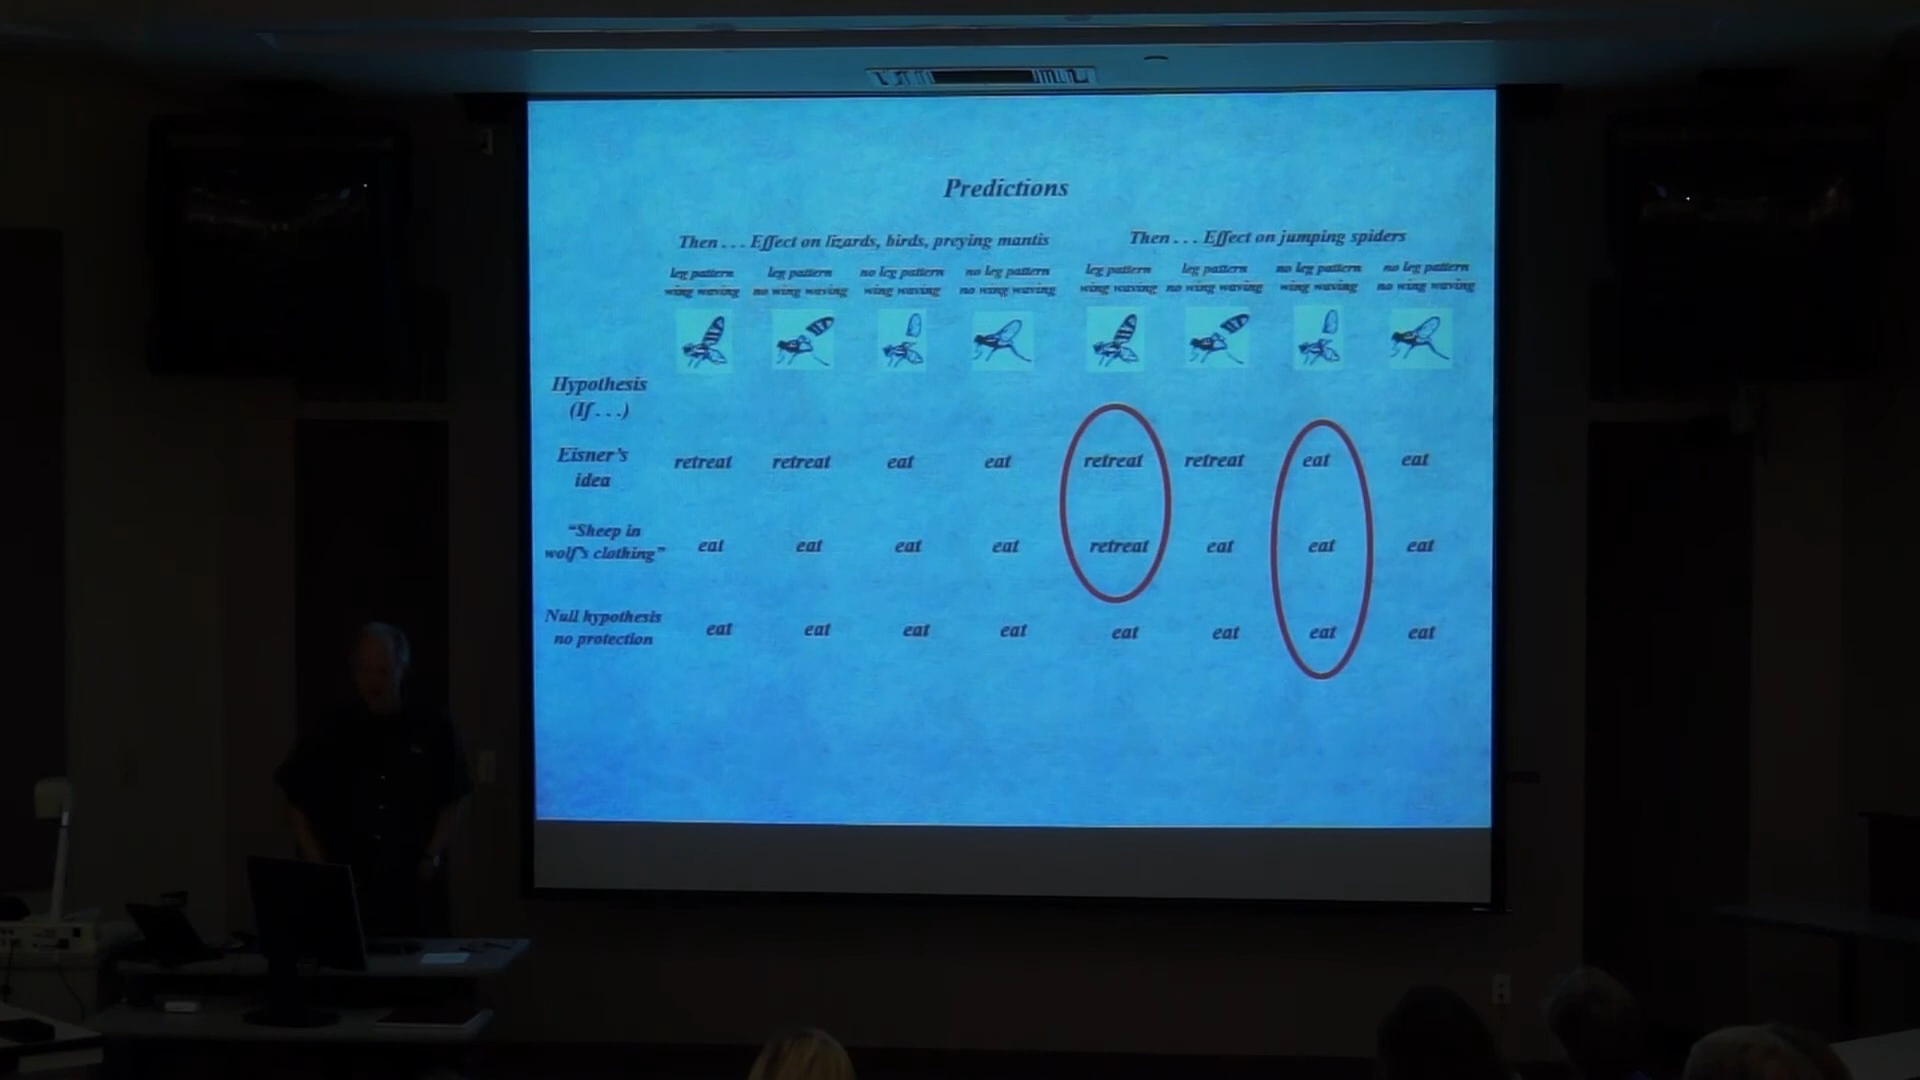 Predictions
Then . . . Effect on lizards, birds, preying mantis
Then . . . Effect on jumping spiders
leg pattern leg pattern no leg pattern no leg pattern leg pattern leg pattern no leg pattern no leg pattern
wing waving no wing waving wing waving no wing waving wing waving no wing waving wing waving no wing waving
Hypothesis
(If . . .)
Eisner's
idea
retreat retreat eat eat retreat retreat eat eat
“Sheep in
wolf's clothing”
eat eat eat eat retreat eat eat eat
Null hypothesis
no protection
eat eat eat eat eat eat eat eat